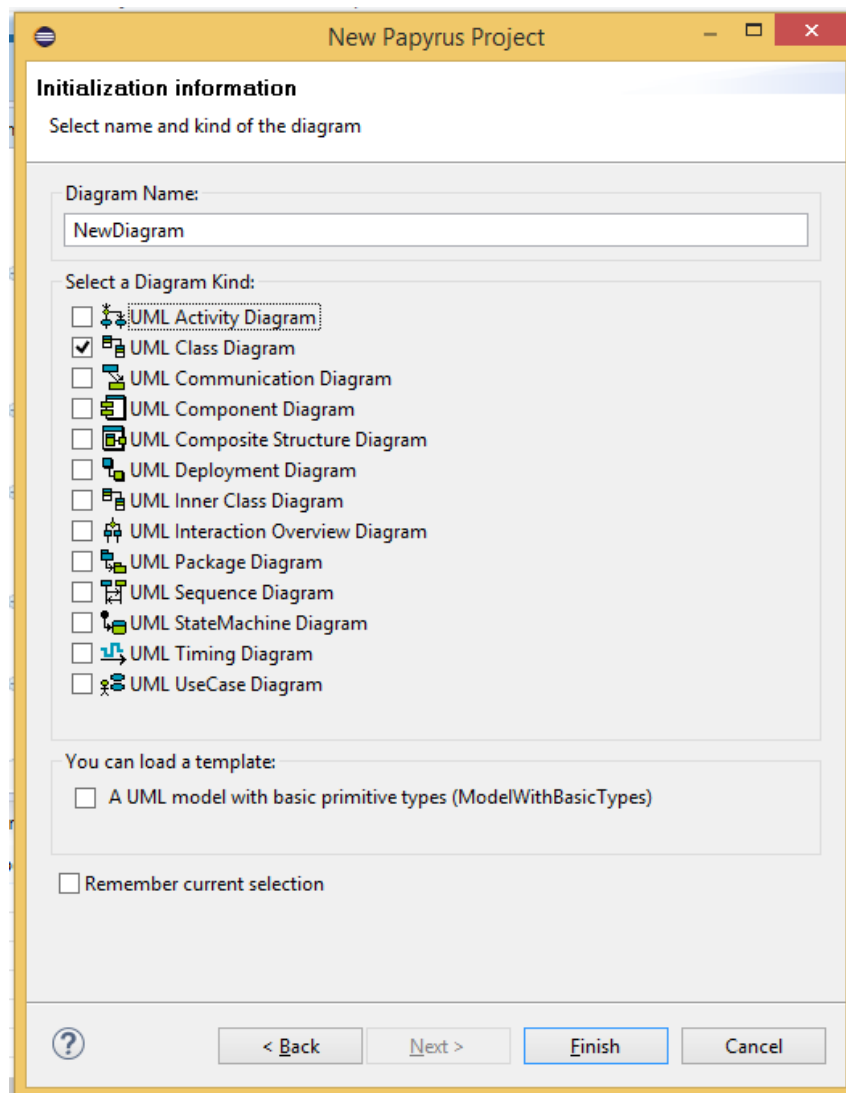 New Papyrus Project
Initialization information
Select name and kind of the diagram
Diagram Name:
NewDiagram
Select a Diagram Kind:
UML Activity Diagram
UML Class Diagram
UML Communication Diagram
UML Component Diagram
UML Composite Structure Diagram
UML Deployment Diagram
UML Inner Class Diagram
UML Interaction Overview Diagram
UML Package Diagram
UML Sequence Diagram
UML StateMachine Diagram
UML Timing Diagram
UML UseCase Diagram
You can load a template:
A UML model with basic primitive types (ModelWithBasicTypes)
Remember current selection
? < Back Next > Finish Cancel